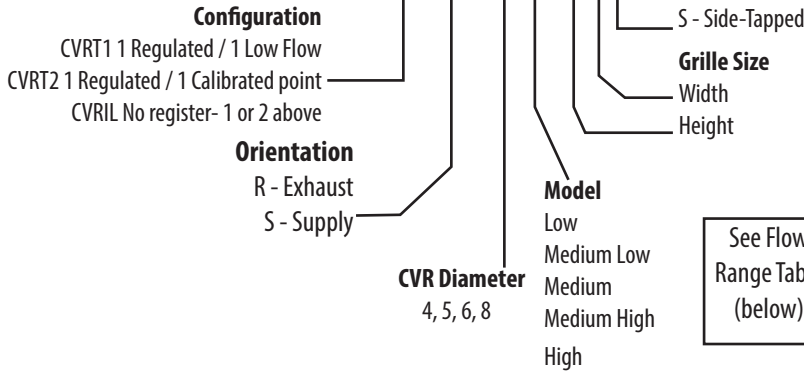 Configuration
CVRT1 1 Regulated / 1 Low Flow
CVRT2 1 Regulated / 1 Calibrated point
CVRIL No register- 1 or 2 above
Orientation
R - Exhaust
S - Supply
CVR Diameter
4, 5, 6, 8
Model
Low
Medium Low
Medium
Medium High
High
S - Side-Tapped
Grille Size
Width
Height
See Flow
Range
(below)